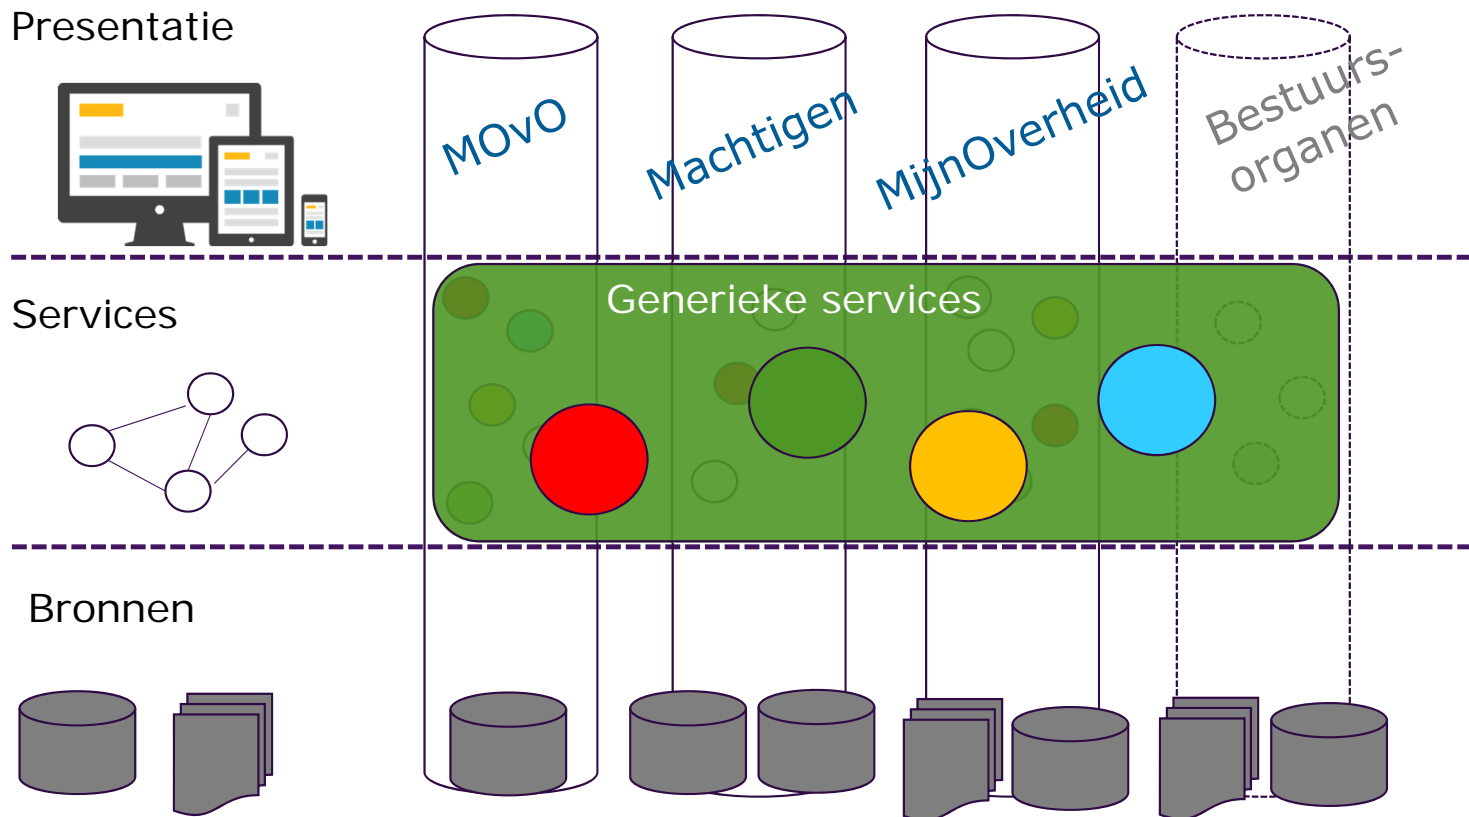 Presentatie
MOvO
Machtigen
MijnOverheid
Bestuurs-
organen
Services
Generieke services
Bronnen